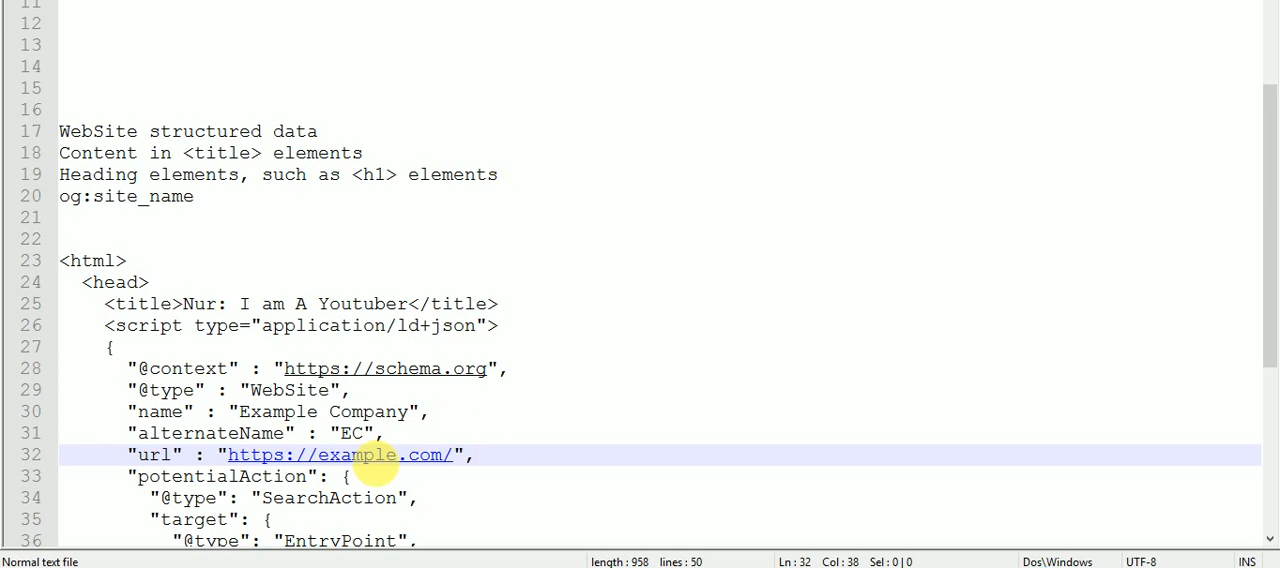 11
12
13
14
15
16
17 WebSite structured data
18 Content in <title> elements
19 Heading elements, such as <h1> elements
20 og:site_name
21
22
23 <html>
24 <head>
25 <title>Nur: I am A Youtuber</title>
26 <script type="application/ld+json">
27 {
28 "@context" : "https://schema.org",
29 "@type" : "WebSite",
30 "name" : "Example Company",
31 "alternateName" : "EC",
32 "url" : "https://example.com/",
33 "potentialAction": {
34 "@type": "SearchAction",
35 "target": {
36 "@type": "EntryPoint",
Normal text file length : 958 lines : 50 Ln : 32 Col : 38 Sel : 0 | 0 Dos\Windows UTF-8 INS